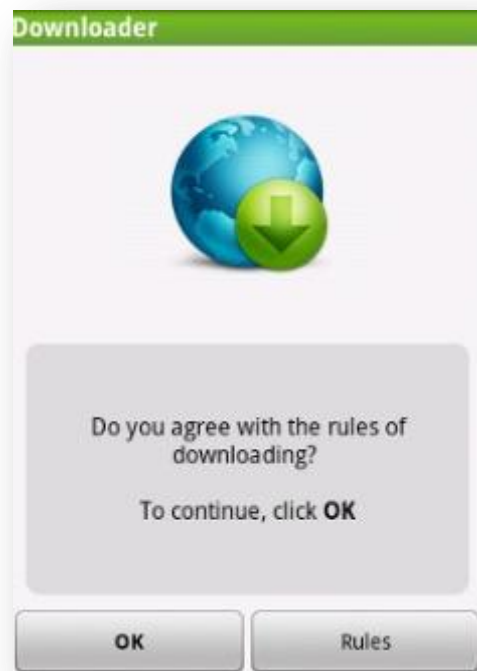 Downloader
Do you agree with the rules of
downloading?
To continue, click OK
OK
Rules